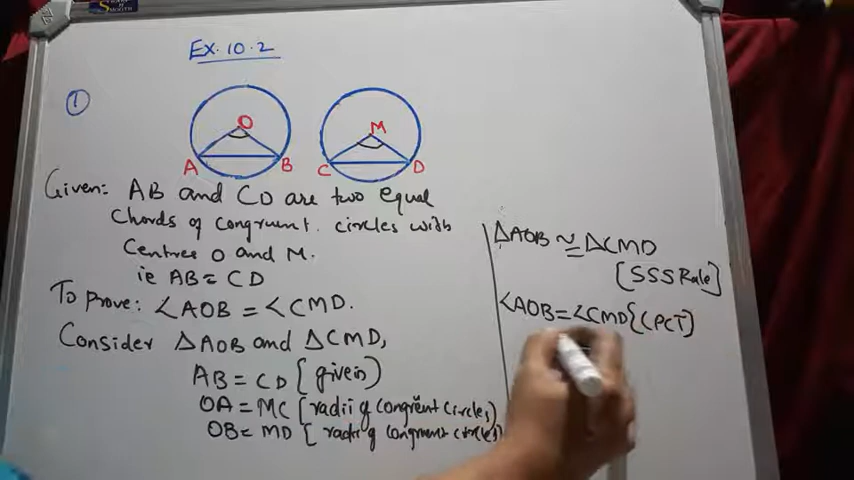 Ex. 10.2
①
O
M
A
B
C
D
Given: AB and CD are two equal
Chords of congruent circles with
Centres O and M.
ie AB = CD
To prove: ∠AOB = ∠CMD.
Consider ΔAOB and ΔCMD,
AB = CD [given)
OA = MC [radii of congruent circles)
OB = MD [radii of congruent circles)
ΔAOB ≅ ΔCMD
[SSS Rule]
∠AOB = ∠CMD {CPCT]